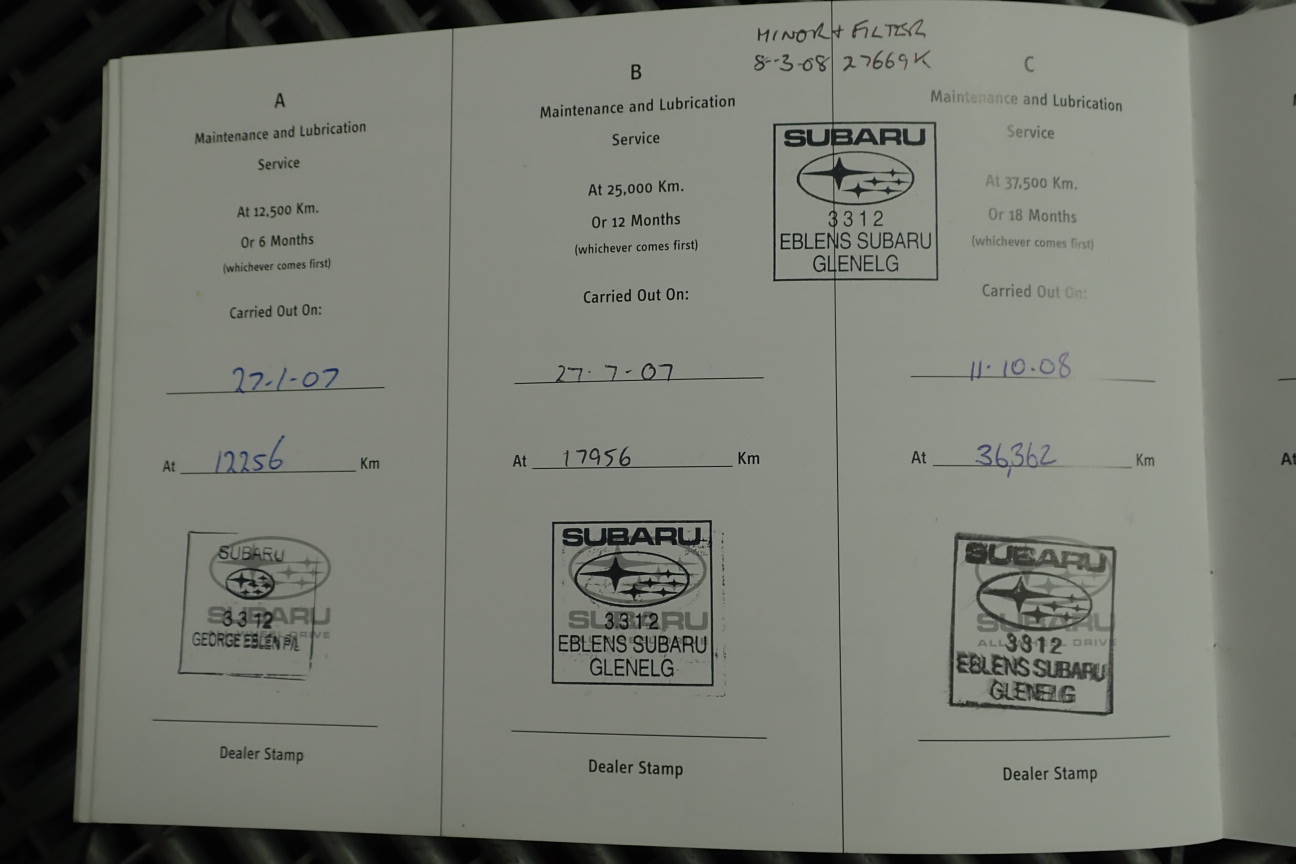 A
Maintenance and Lubrication
Service
At 12,500 Km.
Or 6 Months
(whichever comes first)
Carried Out On:
27-1-07
At 12256 Km
SUBARU
SUBARU
3312
GEORGE EBLEN P/L
Dealer Stamp
B
Maintenance and Lubrication
Service
At 25,000 Km.
Or 12 Months
(whichever comes first)
Carried Out On:
27-7-07
At 17956 Km
SUBARU
SUBARU
3312
EBLENS SUBARU
GLENELG
Dealer Stamp
MINOR + FILTER
8-3-08 27669K
SUBARU
3312
EBLENS SUBARU
GLENELG
C
Maintenance and Lubrication
Service
At 37,500 Km.
Or 18 Months
(whichever comes first)
Carried Out On:
11-10-08
At 36,362 Km
SUBARU
SUBARU
3312
EBLENS SUBARU
GLENELG
Dealer Stamp
At